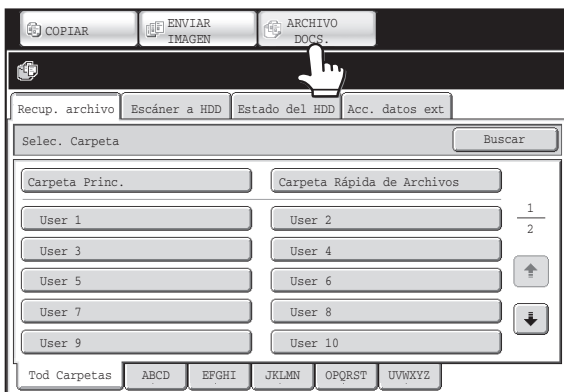 COPIAR
ENVIAR
IMAGEN
ARCHIVO
DOCS.
Recup. archivo
Escáner a HDD
Estado del HDD
Acc. datos ext
Selec. Carpeta
Buscar
Carpeta Princ.
Carpeta Rápida de Archivos
User 1
User 2
1
2
User 3
User 4
User 5
User 6
User 7
User 8
User 9
User 10
Tod Carpetas
ABCD
EFGHI
JKLMN
OPQRST
UVWXYZ